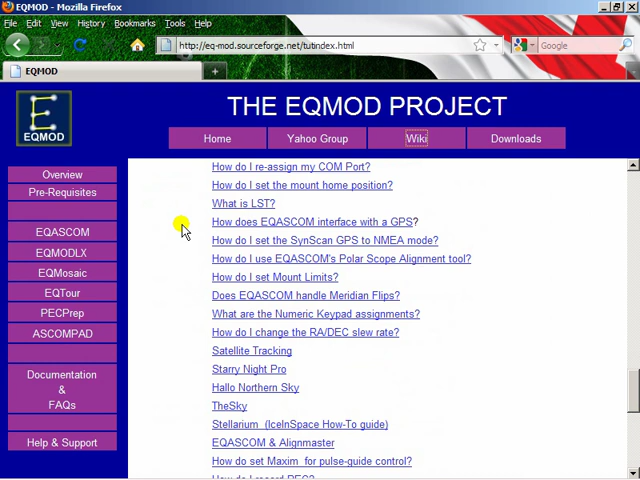 EQMOD - Mozilla Firefox
File Edit View History Bookmarks Tools Help
http://eq-mod.sourceforge.net/tutindex.html
Google
EQMOD
EQMOD
THE EQMOD PROJECT
Home Yahoo Group Wiki Downloads
Overview
Pre-Requisites
EQASCOM
EQMODLX
EQMosaic
EQTour
PECPrep
ASCOMPAD
Documentation
&
FAQs
Help & Support
How do I re-assign my COM Port?
How do I set the mount home position?
What is LST?
How does EQASCOM interface with a GPS?
How do I set the SynScan GPS to NMEA mode?
How do I use EQASCOM's Polar Scope Alignment tool?
How do I set Mount Limits?
Does EQASCOM handle Meridian Flips?
What are the Numeric Keypad assignments?
How do I change the RA/DEC slew rate?
Satellite Tracking
Starry Night Pro
Hallo Northern Sky
TheSky
Stellarium (IceInSpace How-To guide)
EQASCOM & Alignmaster
How do set Maxim for pulse-guide control?
How do I record PEC?